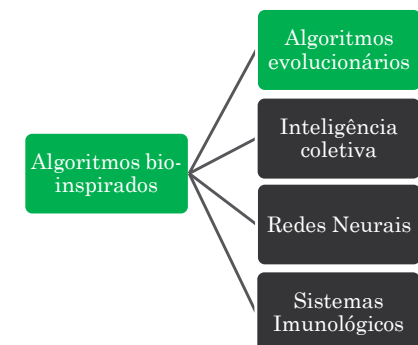 Algoritmos
evolucionários
Inteligência
coletiva
Algoritmos bio-
inspirados
Redes Neurais
Sistemas
Imunológicos